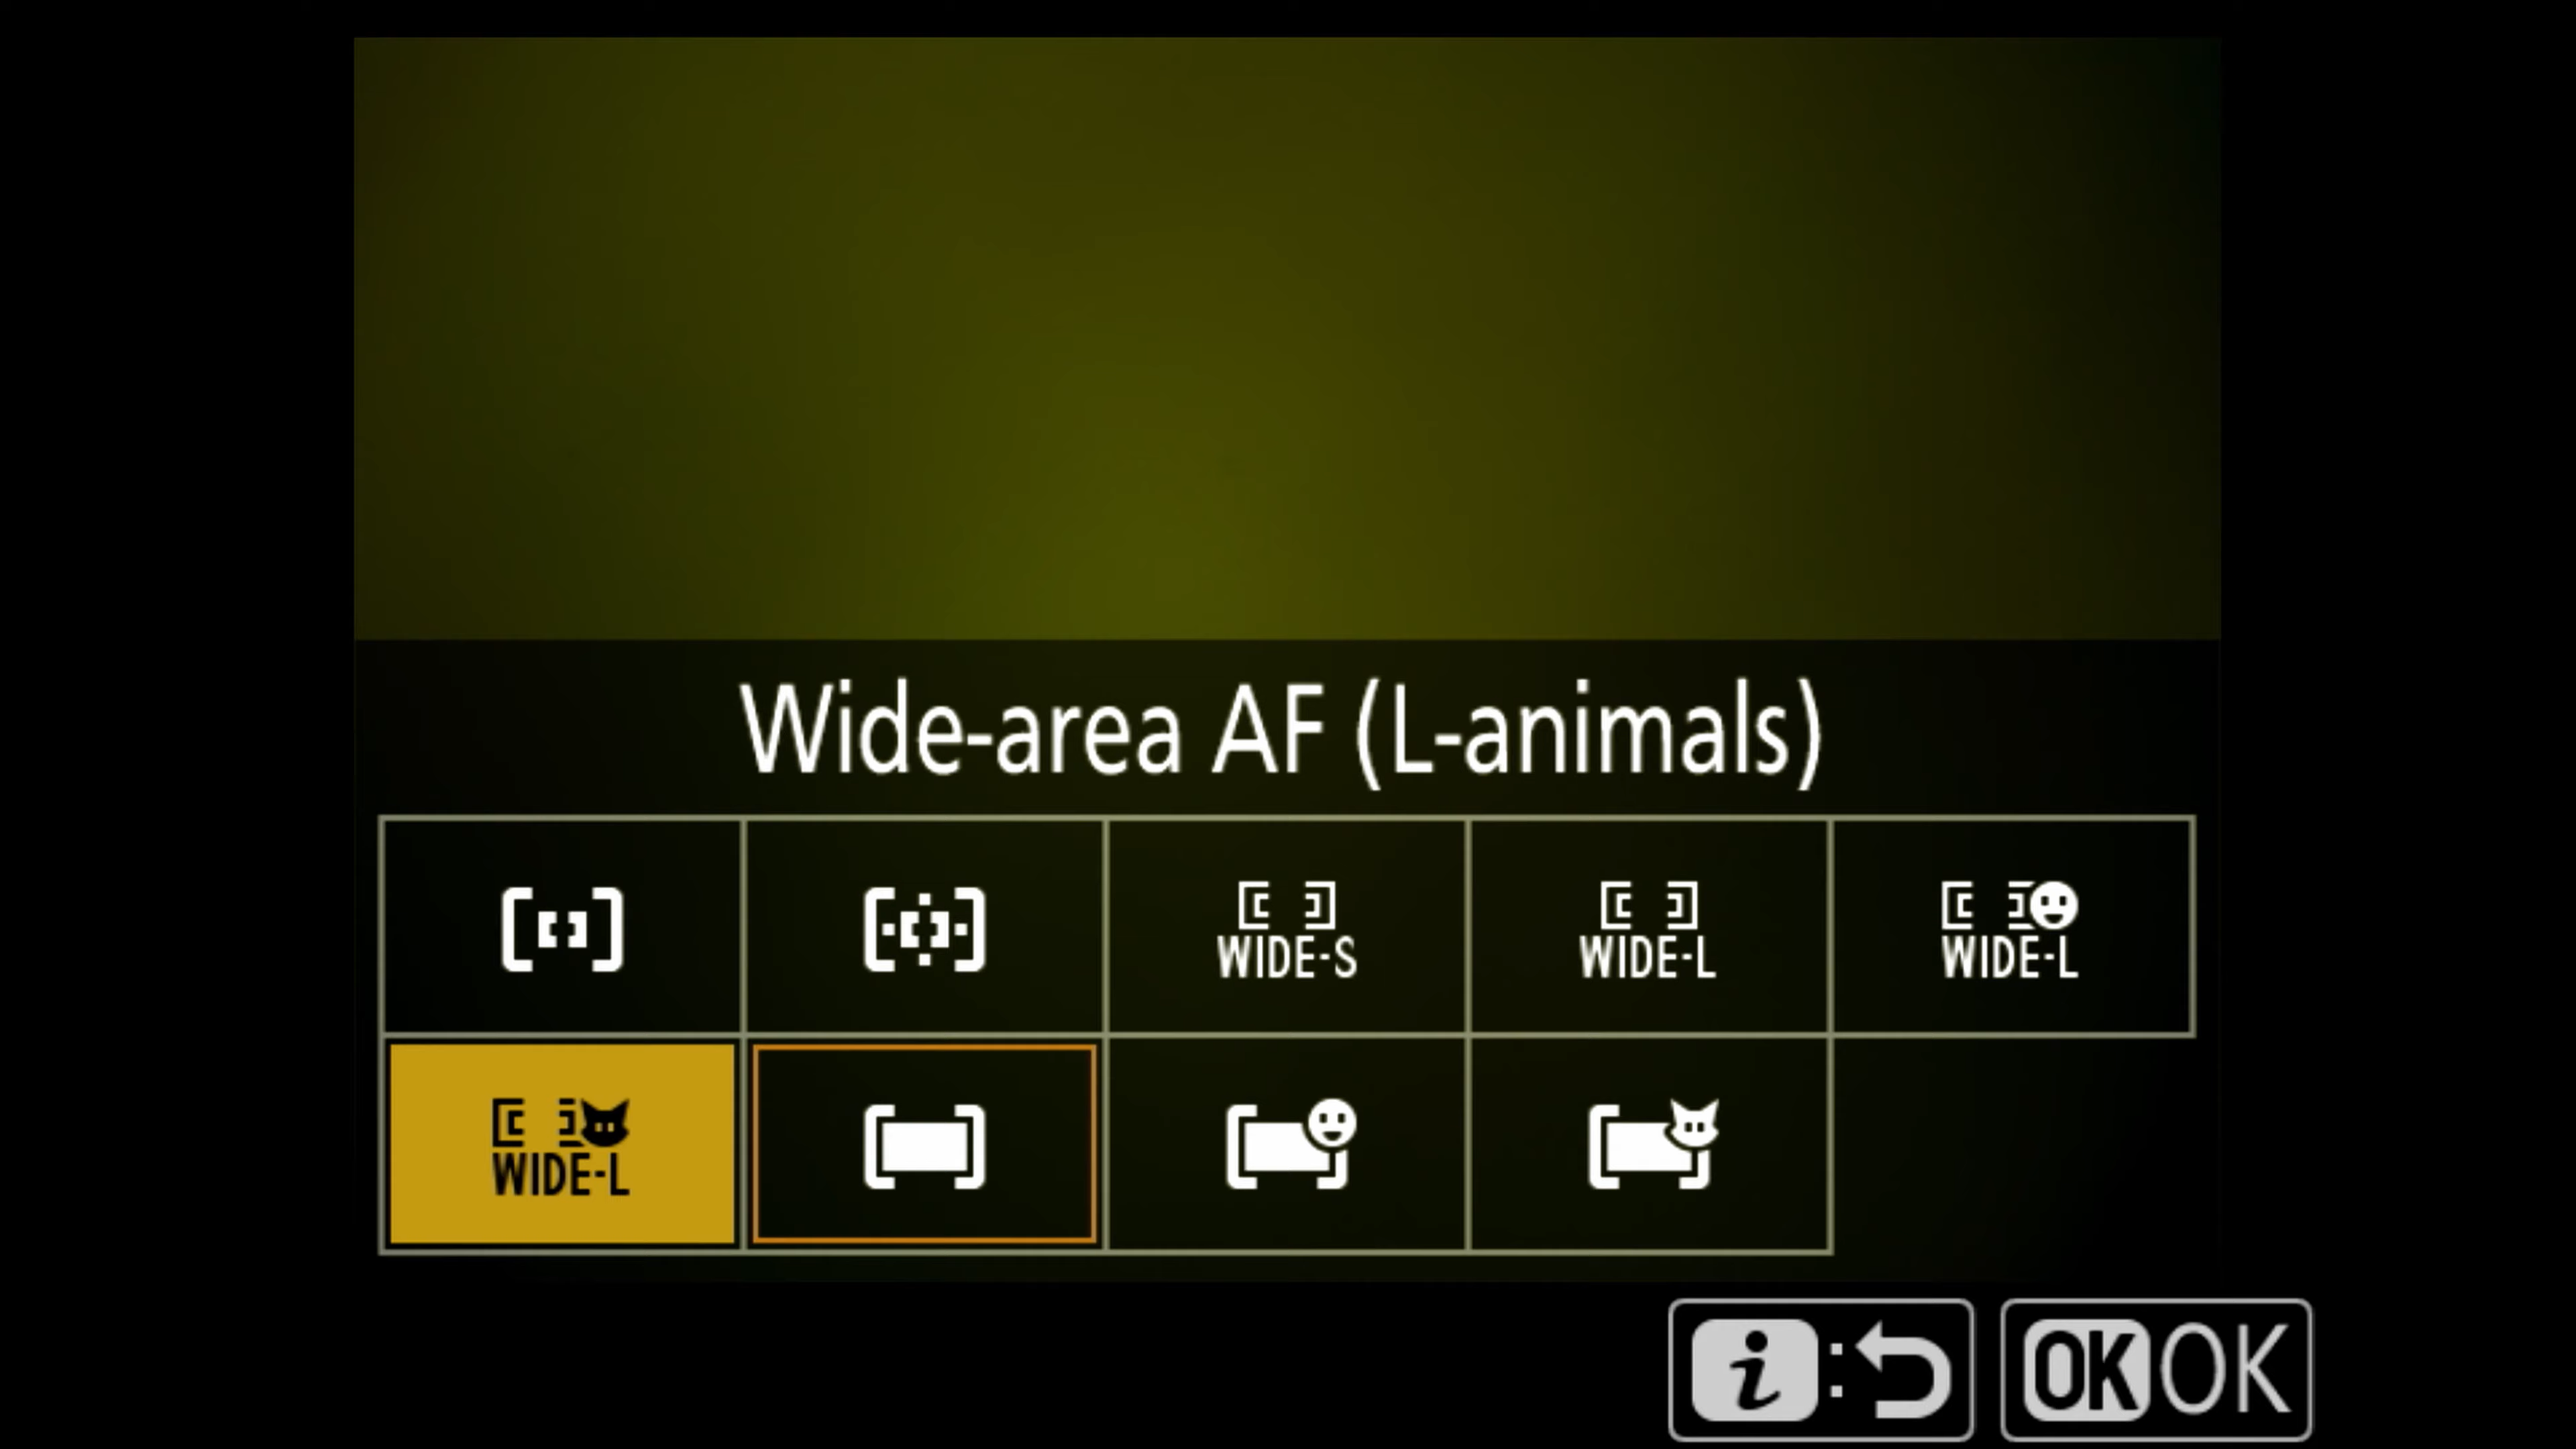 Wide-area AF (L-animals)
WIDE-S
WIDE-L
WIDE-L
WIDE-L
i : OK OK